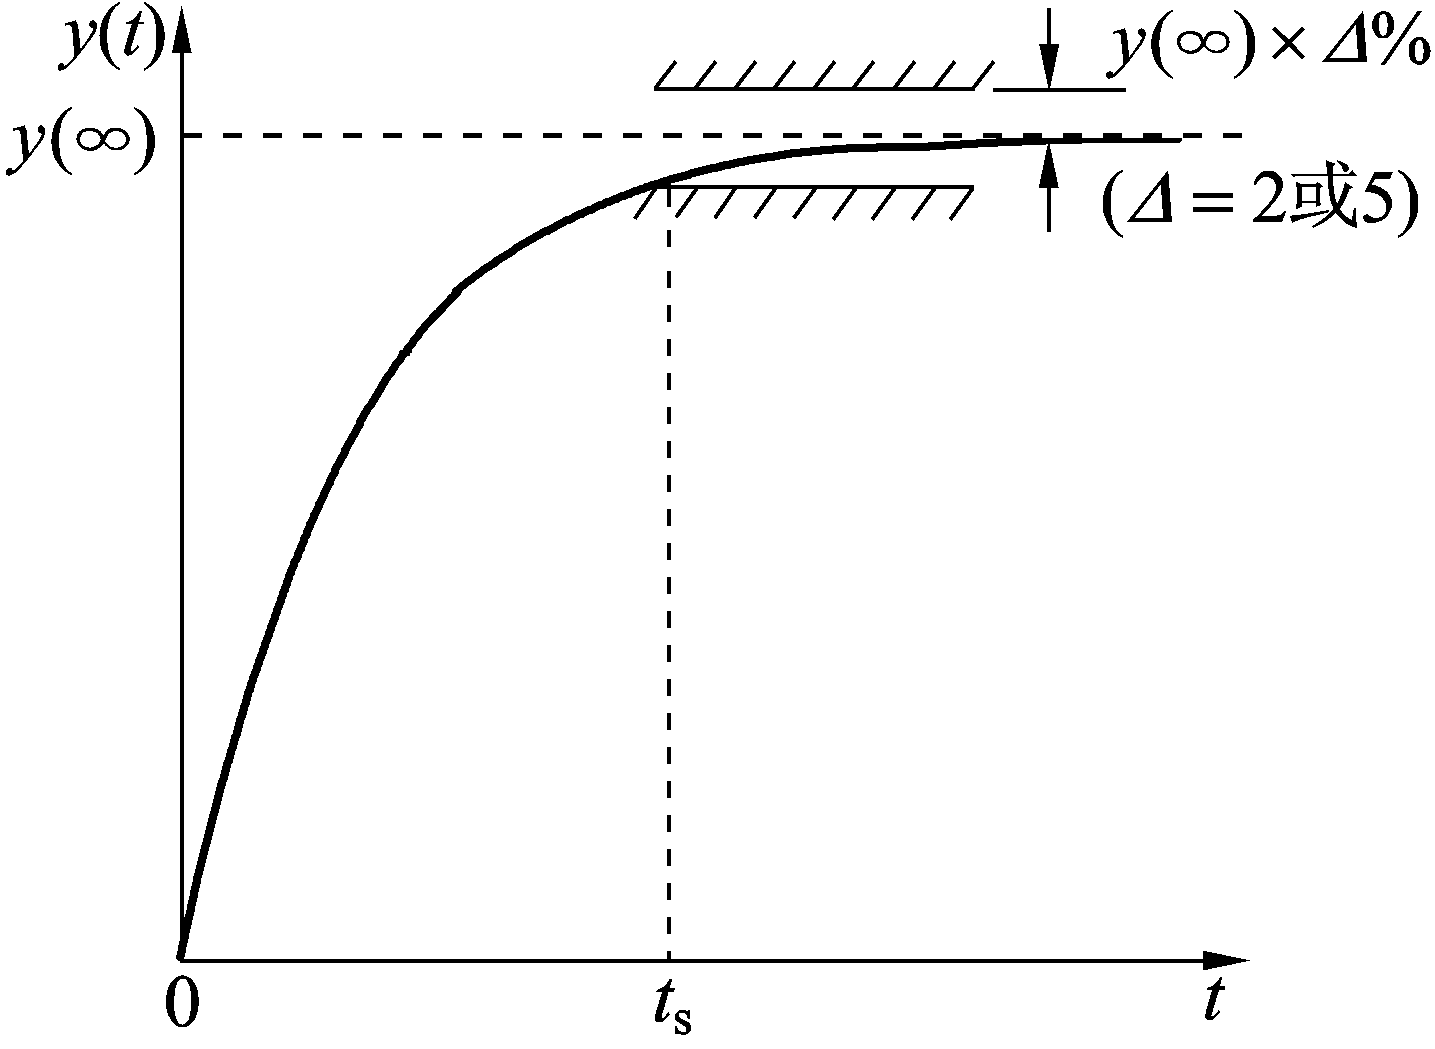 y(t)
y(∞) × Δ%
y(∞)
(Δ = 2或5)
0
t_s
t